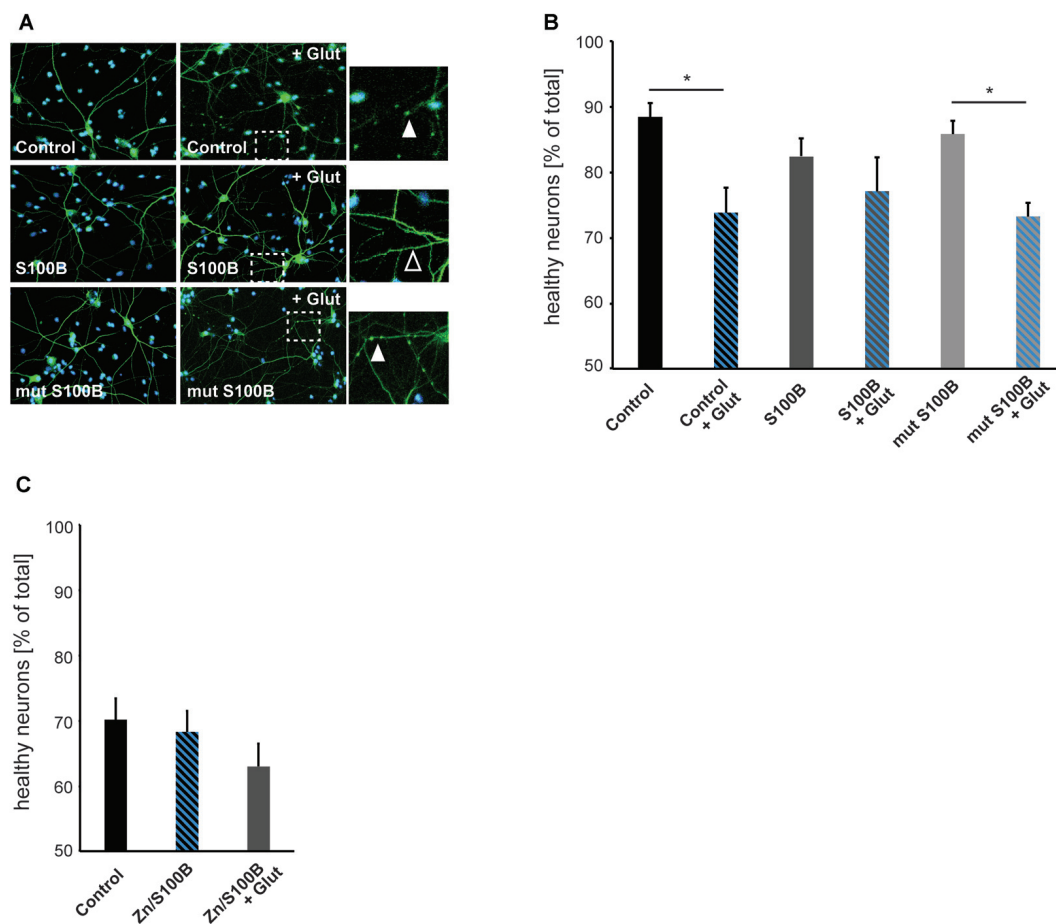 A
+ Glut
Control
Control
+ Glut
S100B
S100B
+ Glut
mut S100B
mut S100B
B
healthy neurons [% of total]
100
90
80
70
60
50
*
*
Control
Control
+ Glut
S100B
S100B
+ Glut
mut S100B
mut S100B
+ Glut
C
healthy neurons [% of total]
100
90
80
70
60
50
Control
Zn/S100B
Zn/S100B
+ Glut